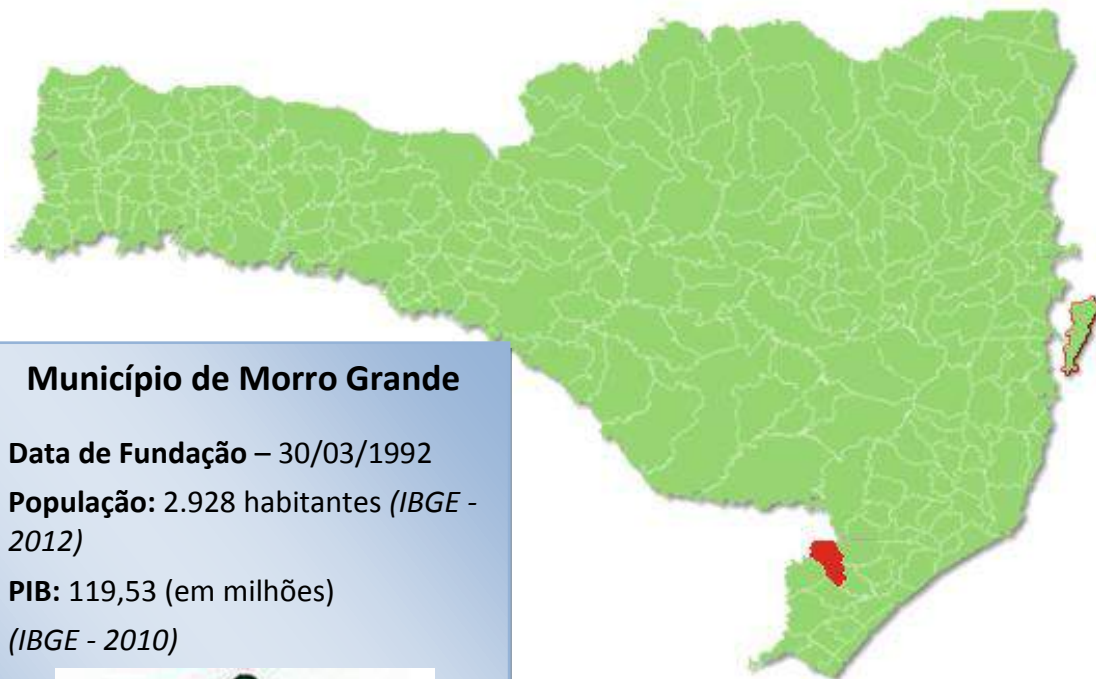 Município de Morro Grande
Data de Fundação – 30/03/1992
População: 2.928 habitantes (IBGE -
2012)
PIB: 119,53 (em milhões)
(IBGE - 2010)